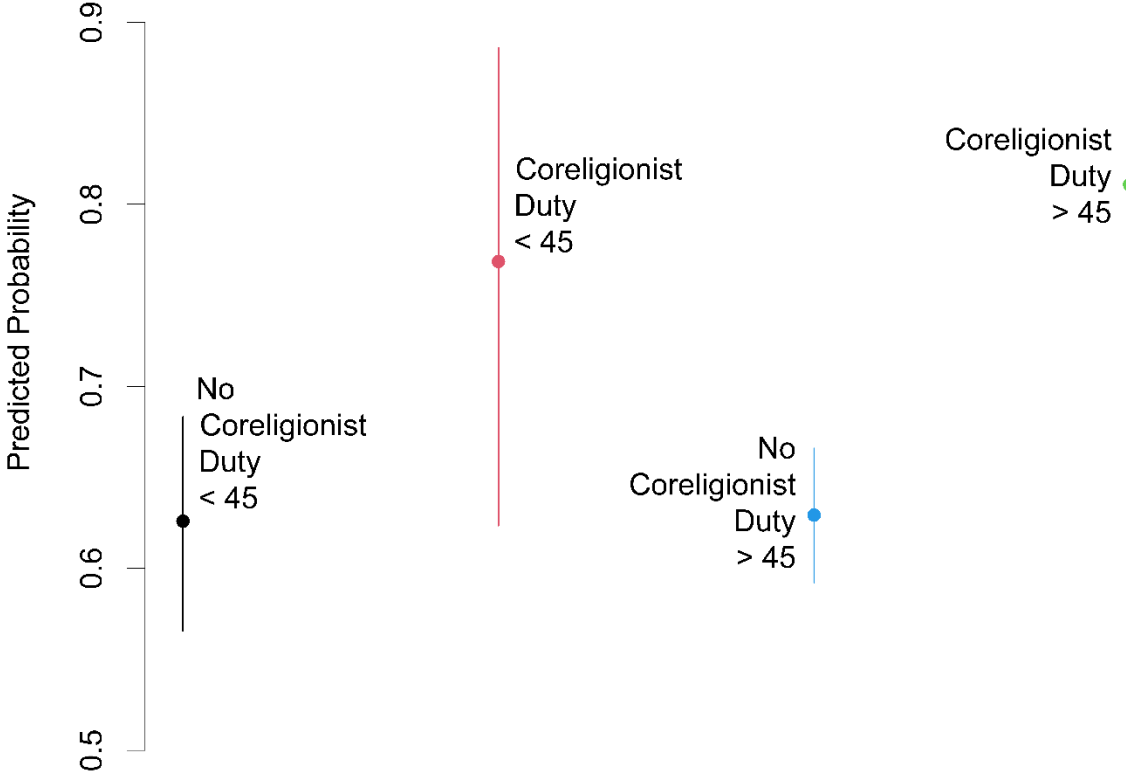 Predicted Probability
0.9
0.8
0.7
0.6
0.5
No
Coreligionist
Duty
< 45
Coreligionist
Duty
< 45
No
Coreligionist
Duty
> 45
Coreligionist
Duty
> 45